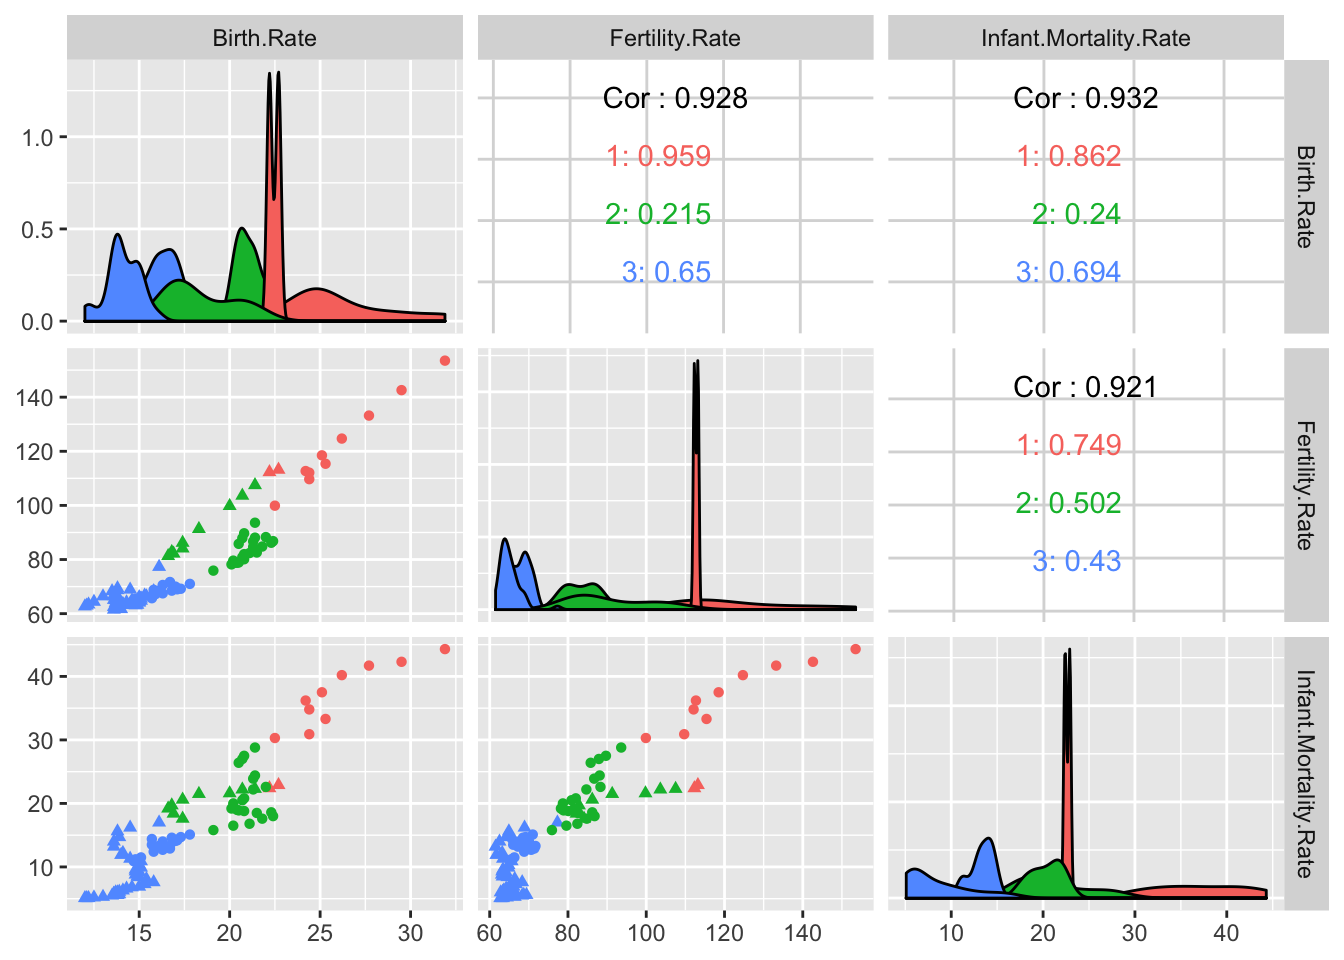 Birth.Rate Fertility.Rate Infant.Mortality.Rate
1.0
0.5
0.0
Cor : 0.928
1: 0.959
2: 0.215
3: 0.65
Cor : 0.932
1: 0.862
2: 0.24
3: 0.694
Birth.Rate
140
120
100
80
60
Cor : 0.921
1: 0.749
2: 0.502
3: 0.43
Fertility.Rate
40
30
20
10
Infant.Mortality.Rate
15 20 25 30
60 80 100 120 140
10 20 30 40